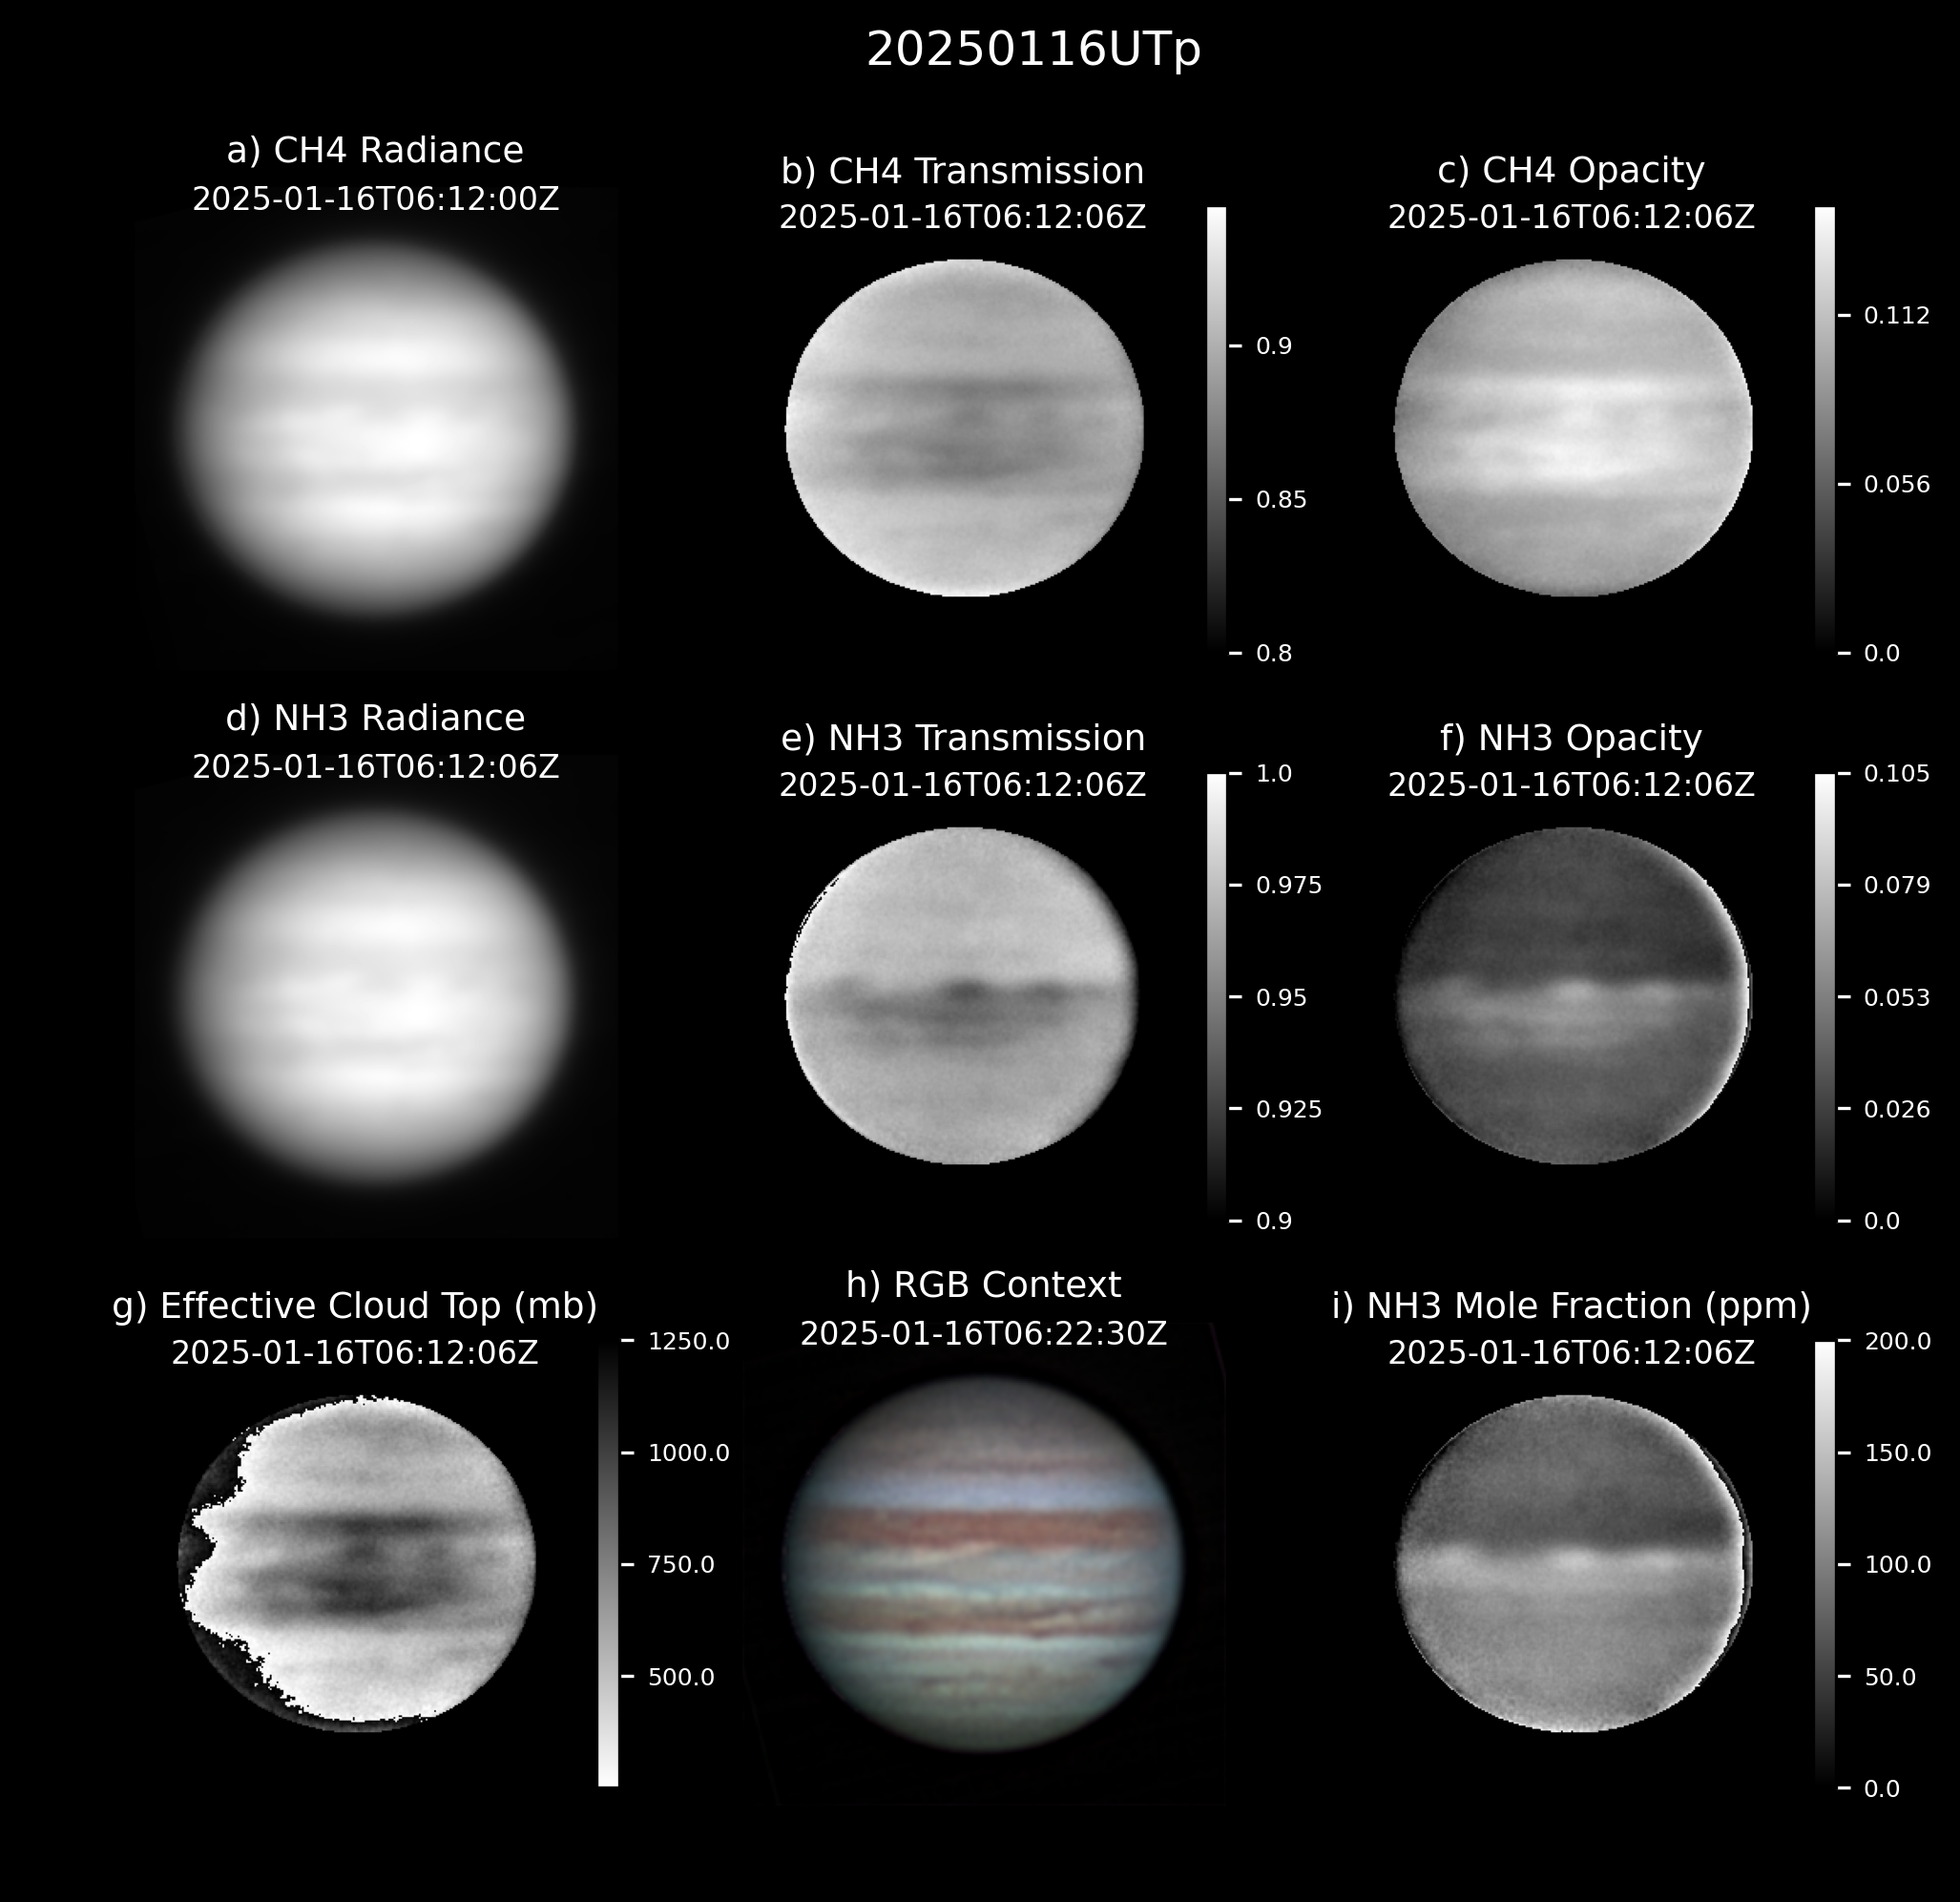 20250116UTp
a) CH4 Radiance
2025-01-16T06:12:00Z
b) CH4 Transmission
2025-01-16T06:12:06Z
0.9
0.85
0.8
c) CH4 Opacity
2025-01-16T06:12:06Z
0.112
0.056
0.0
d) NH3 Radiance
2025-01-16T06:12:06Z
e) NH3 Transmission
2025-01-16T06:12:06Z
1.0
0.975
0.95
0.925
0.9
f) NH3 Opacity
2025-01-16T06:12:06Z
0.105
0.079
0.053
0.026
0.0
g) Effective Cloud Top (mb)
2025-01-16T06:12:06Z
1250.0
1000.0
750.0
500.0
h) RGB Context
2025-01-16T06:22:30Z
i) NH3 Mole Fraction (ppm)
2025-01-16T06:12:06Z
200.0
150.0
100.0
50.0
0.0